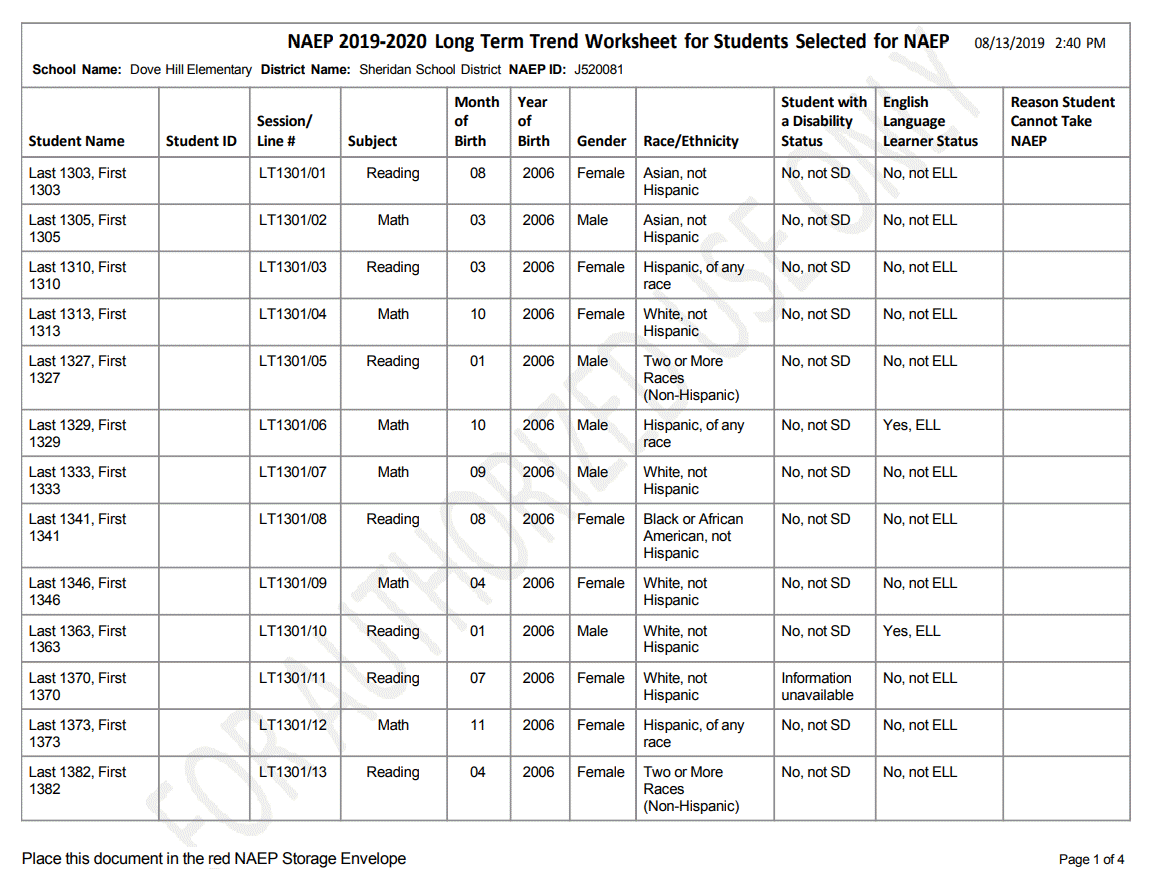 NAEP 2019-2020 Long Term Trend Worksheet for Students Selected for NAEP 08/13/2019 2:40 PM
School Name: Dove Hill Elementary District Name: Sheridan School District NAEP ID: J520081
Student Name Student ID Session/ Line # Subject Month of Birth Year of Birth Gender Race/Ethnicity Student with a Disability Status English Language Learner Status Reason Student Cannot Take NAEP
Last 1303, First LT1301/01 Reading 08 2006 Female Asian, not No, not SD No, not ELL
1303 Hispanic
Last 1305, First LT1301/02 Math 03 2006 Male Asian, not No, not SD No, not ELL
1305 Hispanic
Last 1310, First LT1301/03 Reading 03 2006 Female Hispanic, of any No, not SD No, not ELL
1310 race
Last 1313, First LT1301/04 Math 10 2006 Female White, not No, not SD No, not ELL
1313 Hispanic
Last 1327, First LT1301/05 Reading 01 2006 Male Two or More No, not SD No, not ELL
1327 Races
(Non-Hispanic)
Last 1329, First LT1301/06 Math 10 2006 Male Hispanic, of any No, not SD Yes, ELL
1329 race
Last 1333, First LT1301/07 Math 09 2006 Male White, not No, not SD No, not ELL
1333 Hispanic
Last 1341, First LT1301/08 Reading 08 2006 Female Black or African No, not SD No, not ELL
1341 American, not
Hispanic
Last 1346, First LT1301/09 Math 04 2006 Female White, not No, not SD No, not ELL
1346 Hispanic
Last 1363, First LT1301/10 Reading 01 2006 Male White, not No, not SD Yes, ELL
1363 Hispanic
Last 1370, First LT1301/11 Reading 07 2006 Female White, not Information No, not ELL
1370 Hispanic unavailable
Last 1373, First LT1301/12 Math 11 2006 Female Hispanic, of any No, not SD No, not ELL
1373 race
Last 1382, First LT1301/13 Reading 04 2006 Female Two or More No, not SD No, not ELL
1382 Races
(Non-Hispanic)
FOR AUTHORIZED USE ONLY
Place this document in the red NAEP Storage Envelope Page 1 of 4